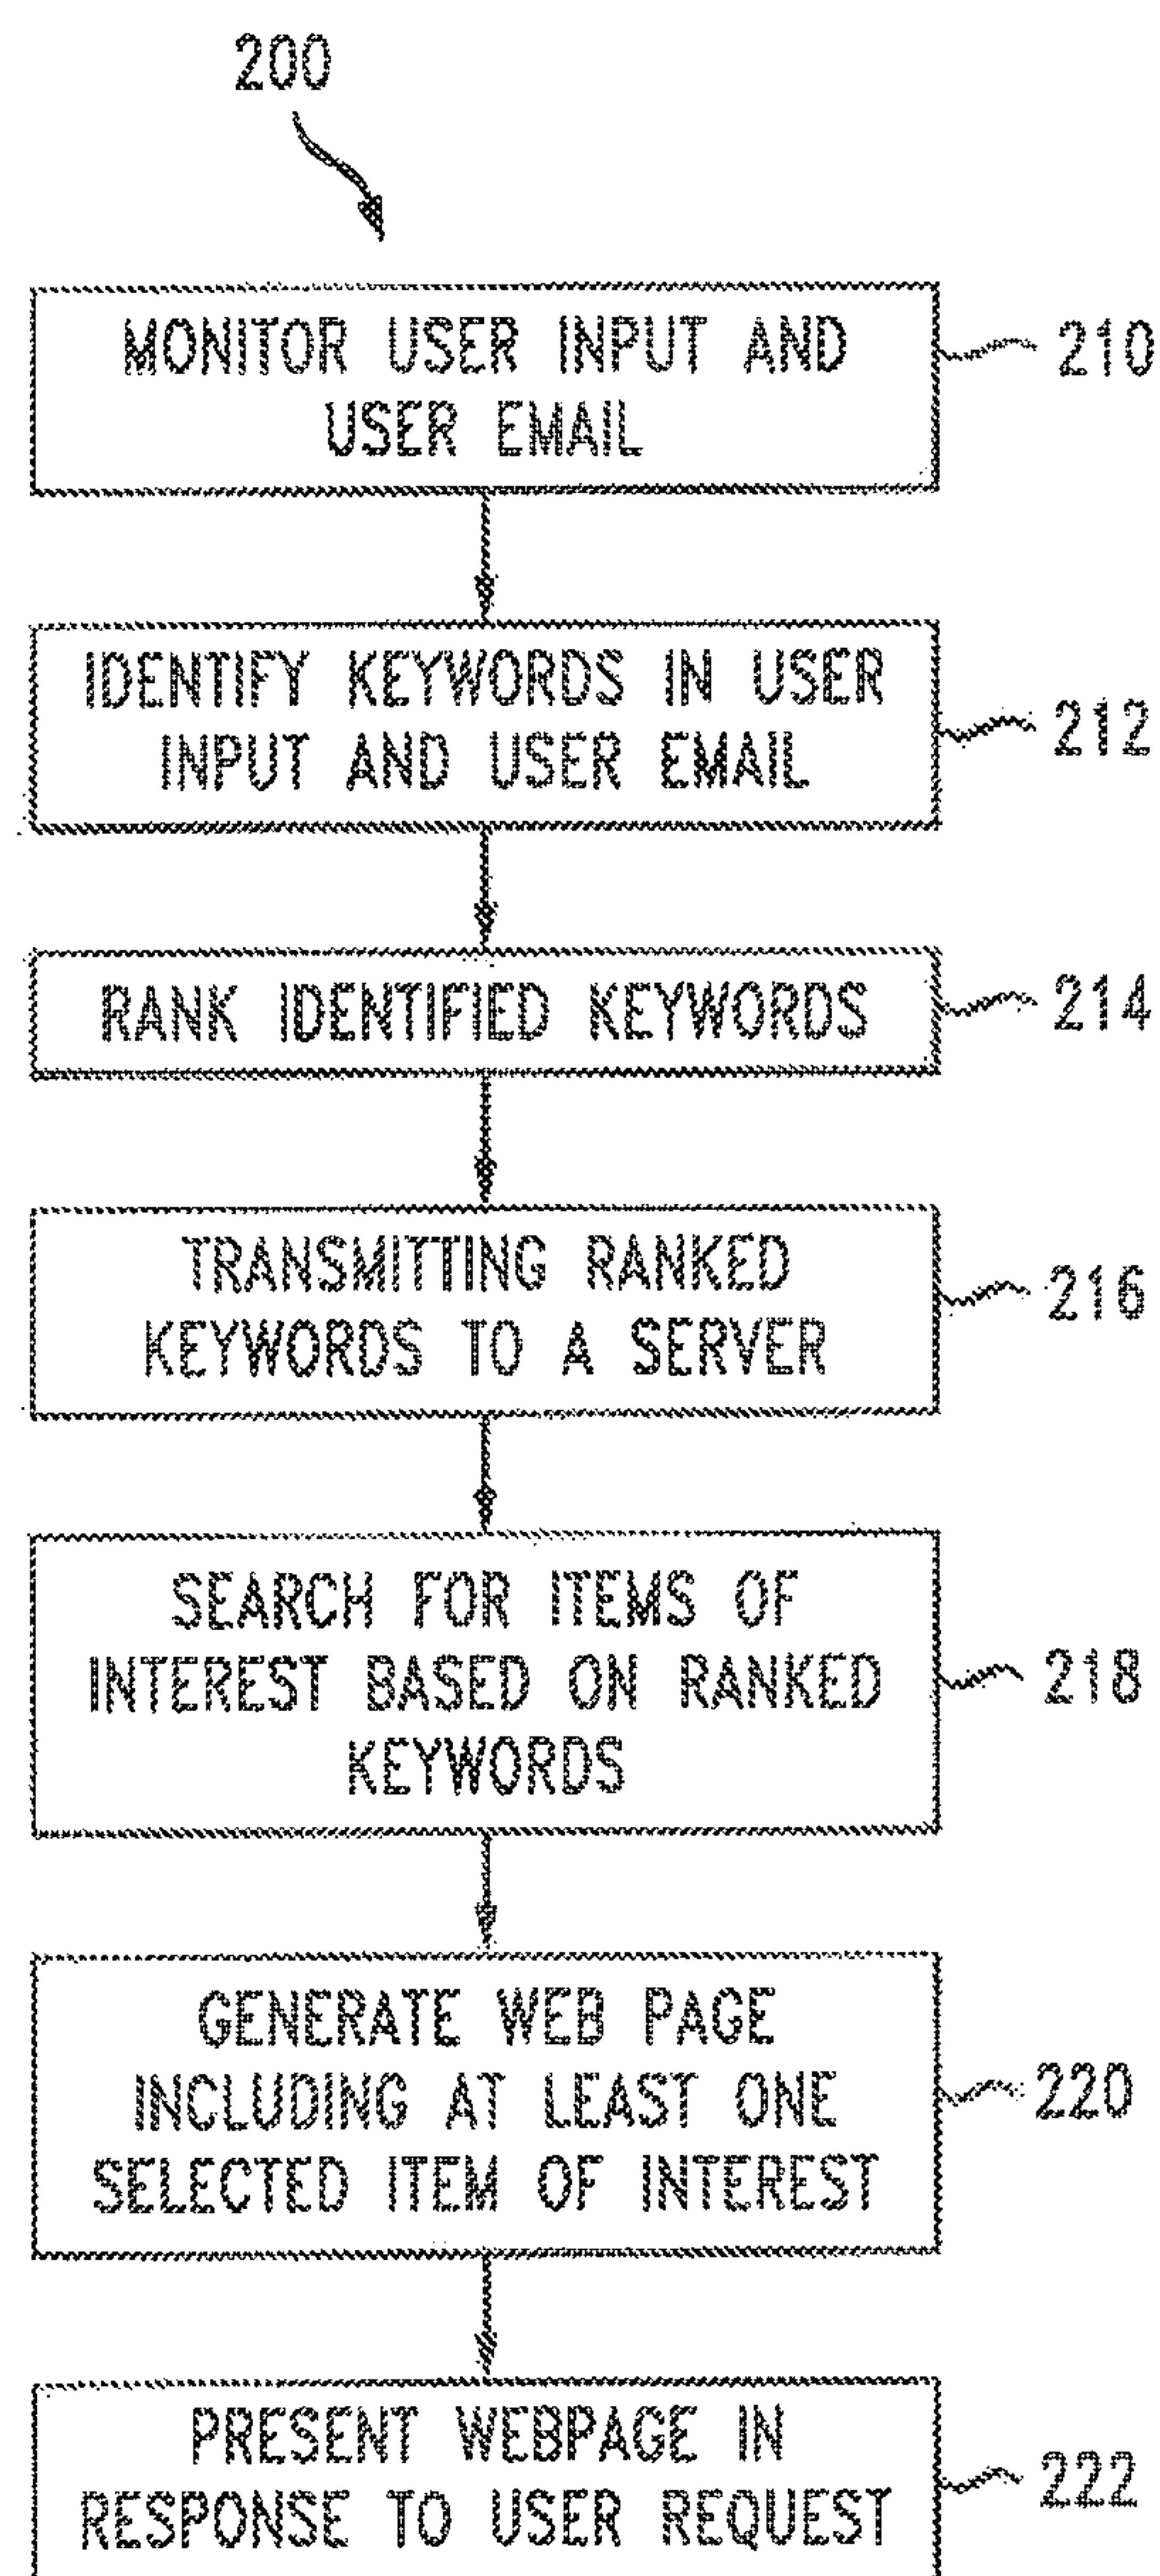 200
MONITOR USER INPUT AND
USER EMAIL
210
IDENTIFY KEYWORDS IN USER
INPUT AND USER EMAIL
212
RANK IDENTIFIED KEYWORDS
214
TRANSMITTING RANKED
KEYWORDS TO A SERVER
216
SEARCH FOR ITEMS OF
INTEREST BASED ON RANKED
KEYWORDS
218
GENERATE WEB PAGE
INCLUDING AT LEAST ONE
SELECTED ITEM OF INTEREST
220
PRESENT WEBPAGE IN
RESPONSE TO USER REQUEST
222